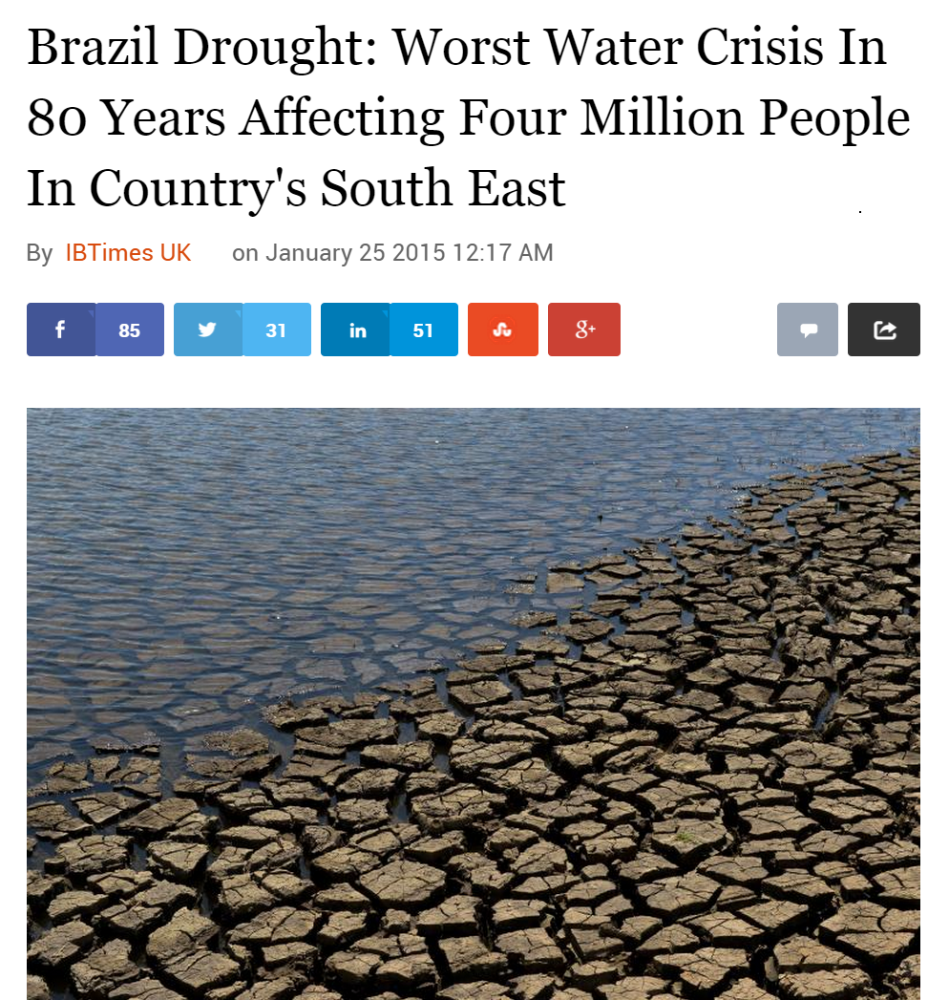 Brazil Drought: Worst Water Crisis In
80 Years Affecting Four Million People
In Country's South East
By IBTimes UK on January 25 2015 12:17 AM
f 85 31 in 51 g+